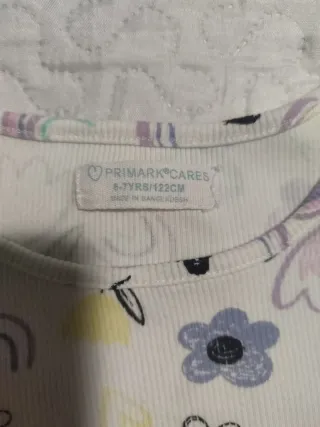 PRIMARK®CARES
6-7YRS/122CM
MADE IN BANGLADESH